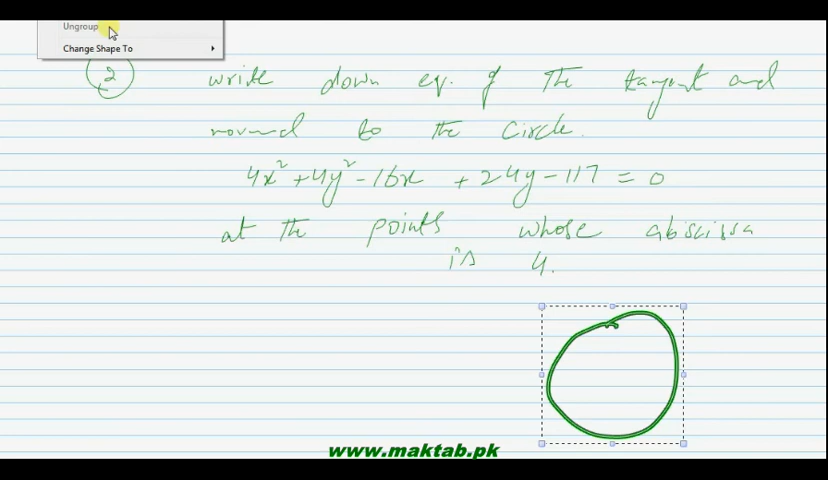 Ungroup
Change Shape To
2 write down eq. of the tangent and
normal to the circle.
4x² + 4y² - 16x + 24y - 117 = 0
at the points whose abscissa
is 4.
www.maktab.pk